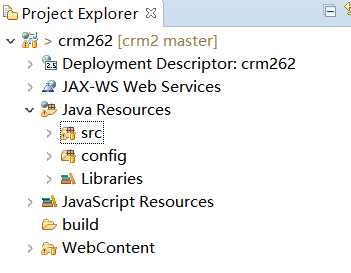 Project Explorer
> crm262 [crm2 master]
Deployment Descriptor: crm262
JAX-WS Web Services
Java Resources
src
config
Libraries
JavaScript Resources
build
WebContent